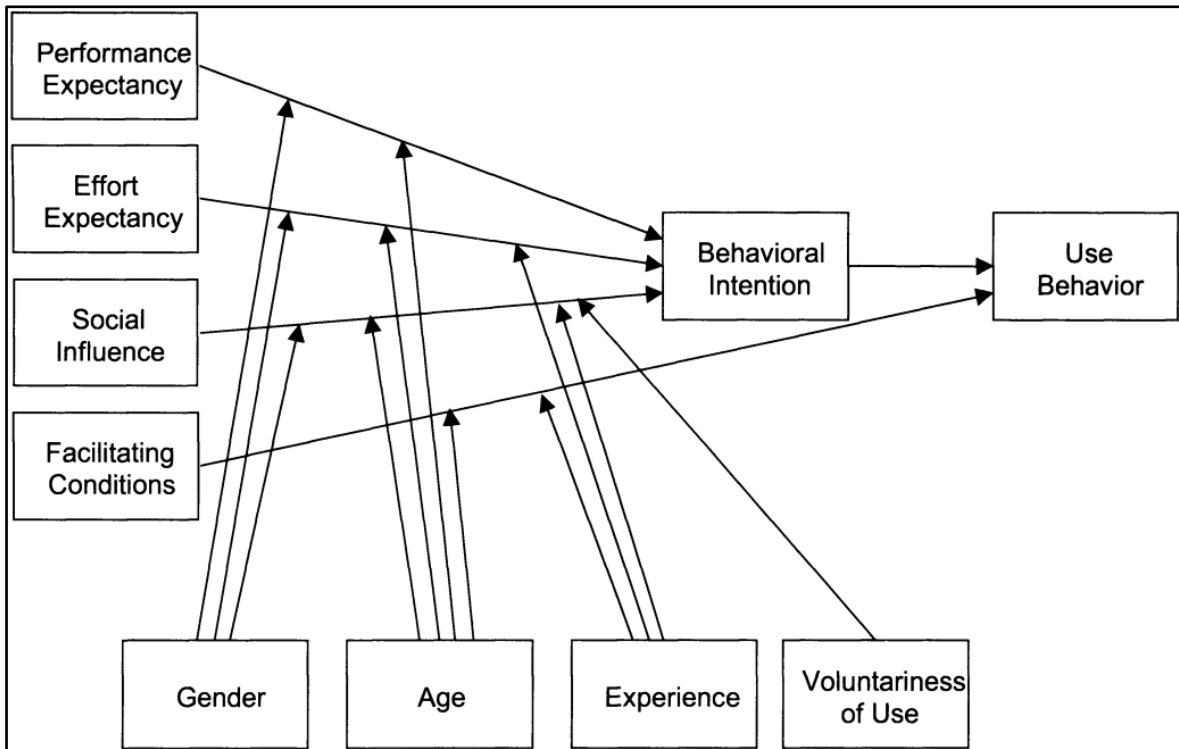 Performance
Expectancy
Effort
Expectancy
Social
Influence
Facilitating
Conditions
Behavioral
Intention
Use
Behavior
Gender
Age
Experience
Voluntariness
of Use